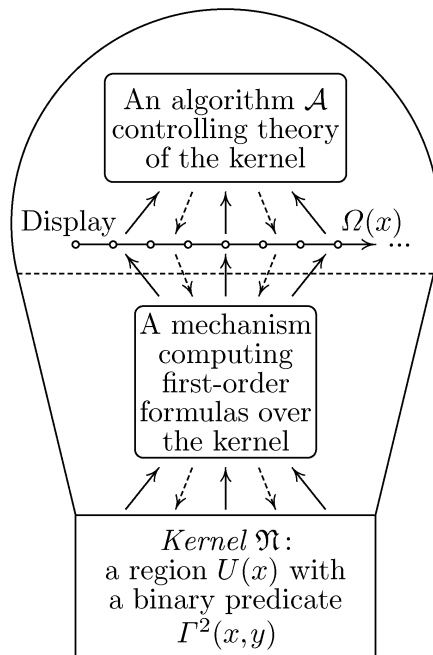 An algorithm 𝒜
controlling theory
of the kernel
Display
Ω(x)
...
A mechanism
computing
first-order
formulas over
the kernel
Kernel 𝔑:
a region U(x) with
a binary predicate
Γ²(x,y)